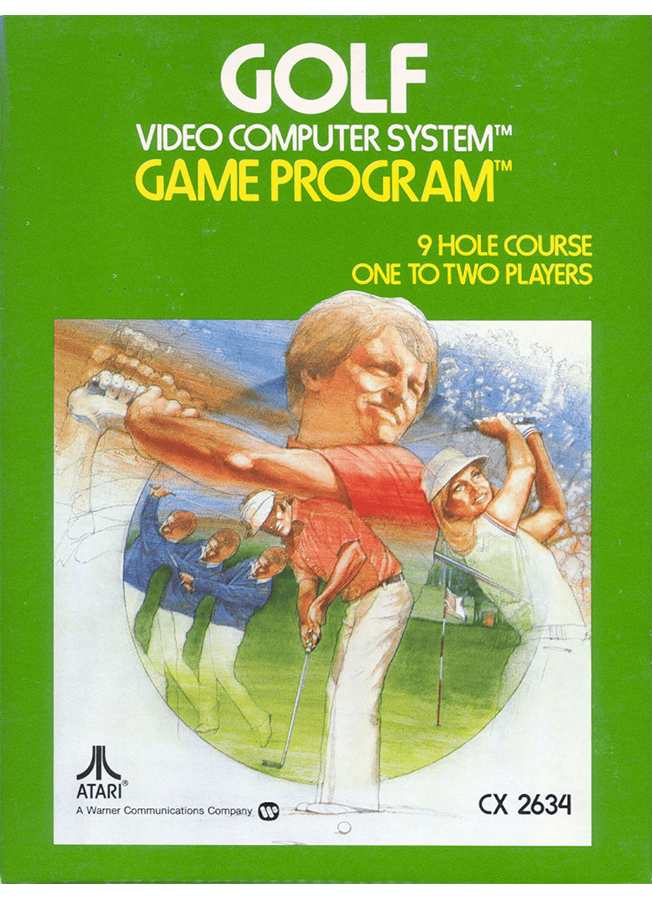 GOLF
VIDEO COMPUTER SYSTEM™
GAME PROGRAM™
9 HOLE COURSE
ONE TO TWO PLAYERS
ATARI®
A Warner Communications Company
CX 2634